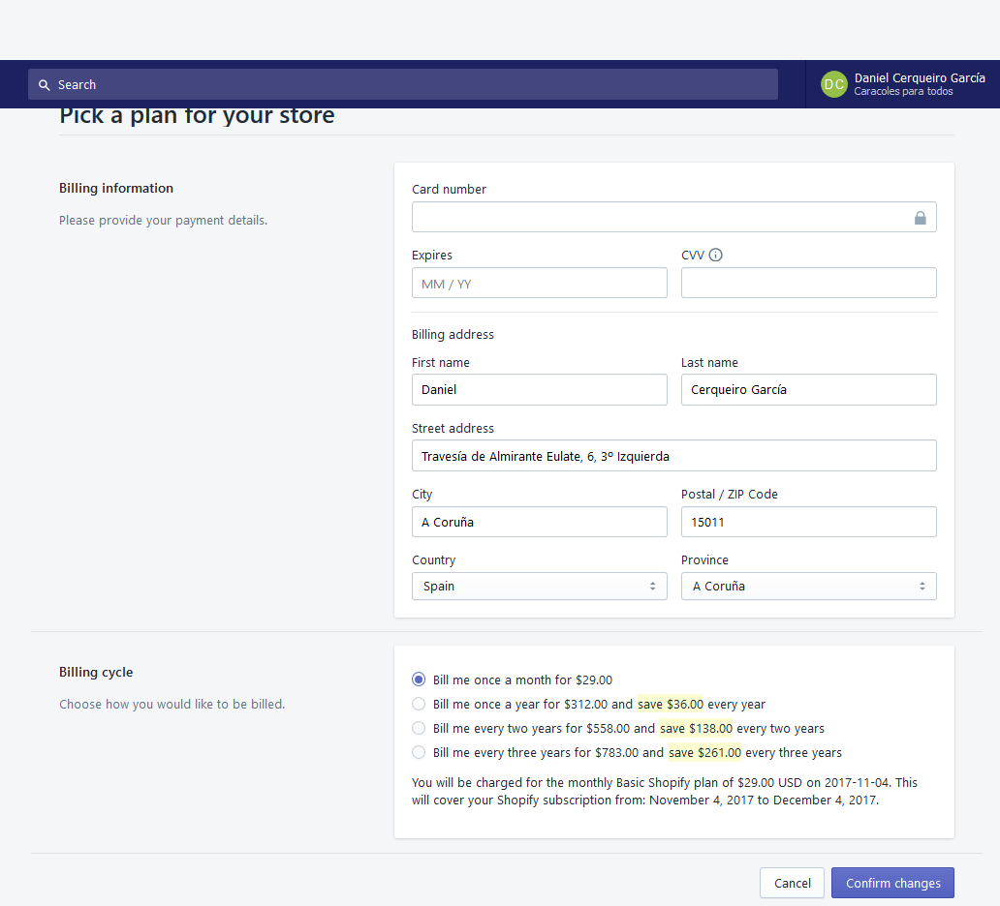 Search
DC
Daniel Cerqueiro García
Caracoles para todos
Pick a plan for your store
Billing information
Please provide your payment details.
Card number
Expires
CVV
MM / YY
Billing address
First name
Last name
Daniel
Cerqueiro García
Street address
Travesía de Almirante Eulate, 6, 3º Izquierda
City
Postal / ZIP Code
A Coruña
15011
Country
Province
Spain
A Coruña
Billing cycle
Choose how you would like to be billed.
Bill me once a month for $29.00
Bill me once a year for $312.00 and save $36.00 every year
Bill me every two years for $558.00 and save $138.00 every two years
Bill me every three years for $783.00 and save $261.00 every three years
You will be charged for the monthly Basic Shopify plan of $29.00 USD on 2017-11-04. This
will cover your Shopify subscription from: November 4, 2017 to December 4, 2017.
Cancel
Confirm changes